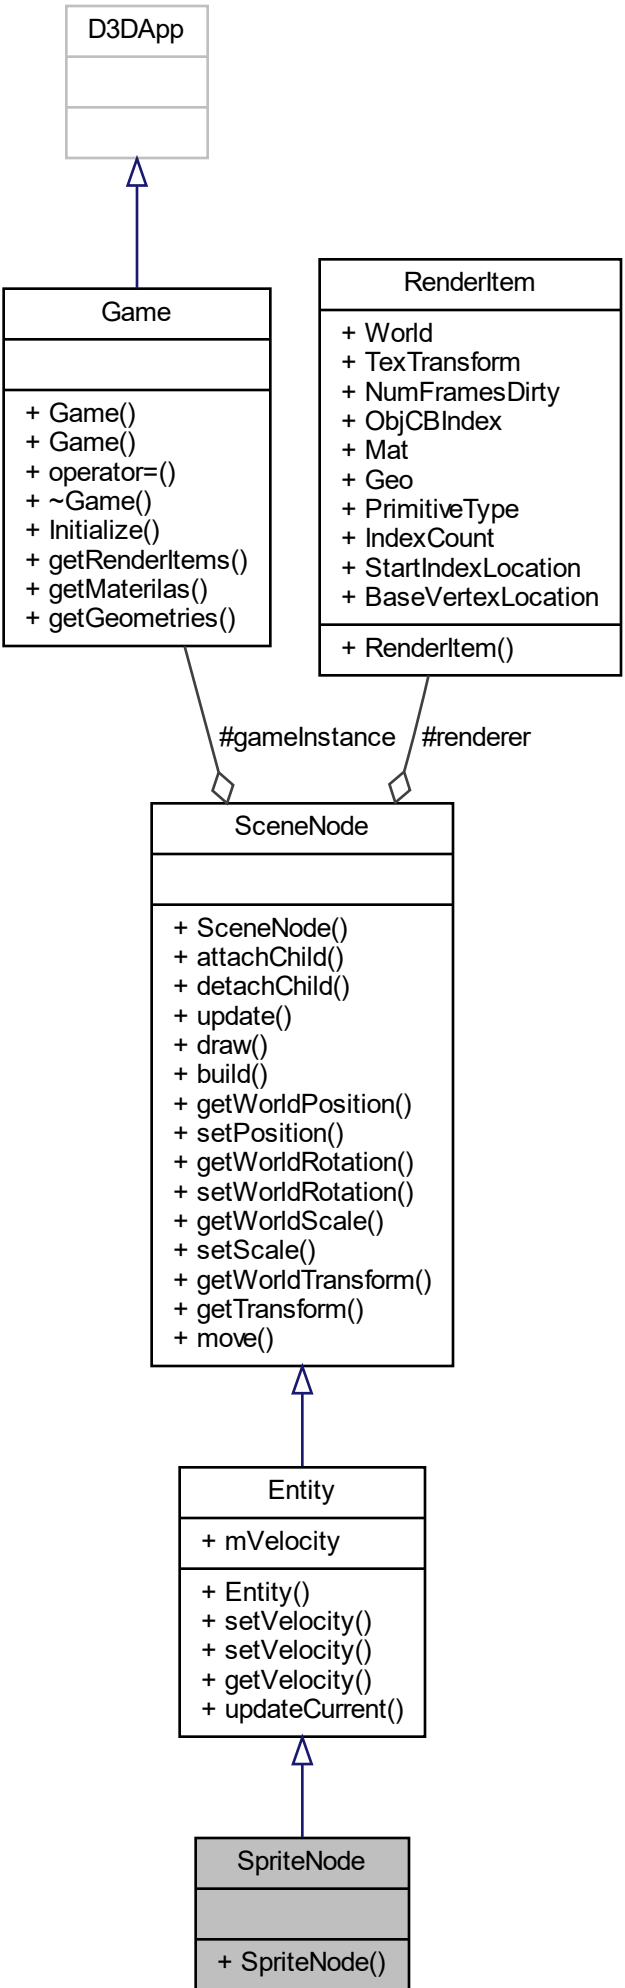 D3DApp
Game
+ Game()
+ Game()
+ operator=()
+ ~Game()
+ Initialize()
+ getRenderItems()
+ getMaterilas()
+ getGeometries()
RenderItem
+ World
+ TexTransform
+ NumFramesDirty
+ ObjCBIndex
+ Mat
+ Geo
+ PrimitiveType
+ IndexCount
+ StartIndexLocation
+ BaseVertexLocation
+ RenderItem()
#gameInstance
#renderer
SceneNode
+ SceneNode()
+ attachChild()
+ detachChild()
+ update()
+ draw()
+ build()
+ getWorldPosition()
+ setPosition()
+ getWorldRotation()
+ setWorldRotation()
+ getWorldScale()
+ setScale()
+ getWorldTransform()
+ getTransform()
+ move()
Entity
+ mVelocity
+ Entity()
+ setVelocity()
+ setVelocity()
+ getVelocity()
+ updateCurrent()
SpriteNode
+ SpriteNode()